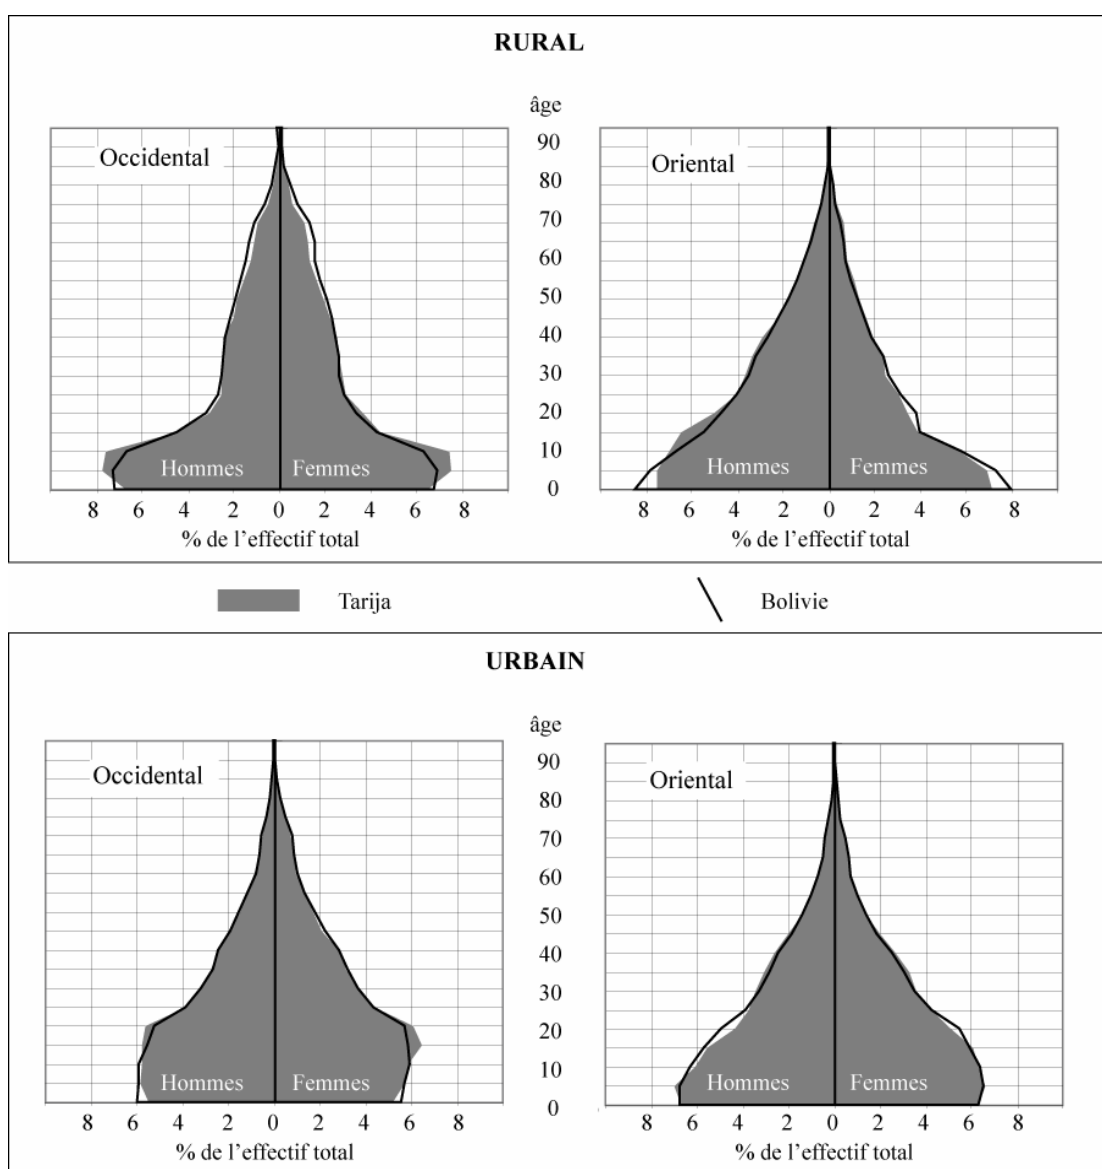 RURAL
âge
Occidental
Oriental
90
80
70
60
50
40
30
20
10
0
Hommes Femmes
Hommes Femmes
8 6 4 2 0 2 4 6 8
8 6 4 2 0 2 4 6 8
% de l’effectif total
% de l’effectif total
Tarija
Bolivie
URBAIN
âge
Occidental
Oriental
90
80
70
60
50
40
30
20
10
0
Hommes Femmes
Hommes Femmes
8 6 4 2 0 2 4 6 8
8 6 4 2 0 2 4 6 8
% de l’effectif total
% de l’effectif total